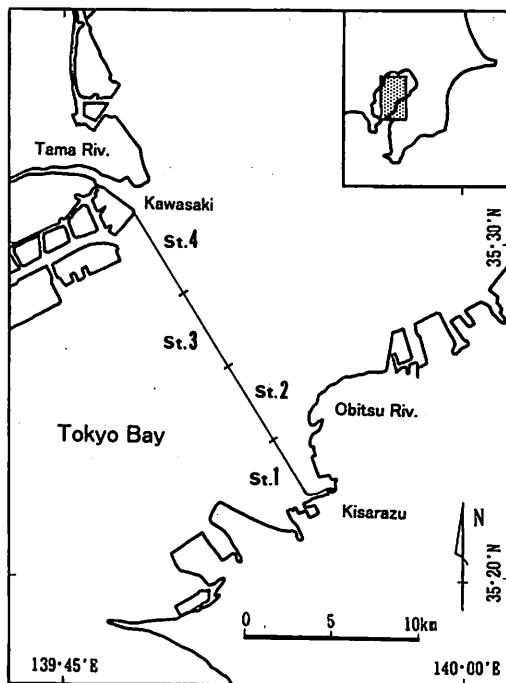 Tama Riv.
Kawasaki
St.4
35·30'N
St.3
St.2
Obitsu Riv.
Tokyo Bay
St.1
Kisarazu
N
35·20'N
0 5 10km
139·45'E
140·00'E